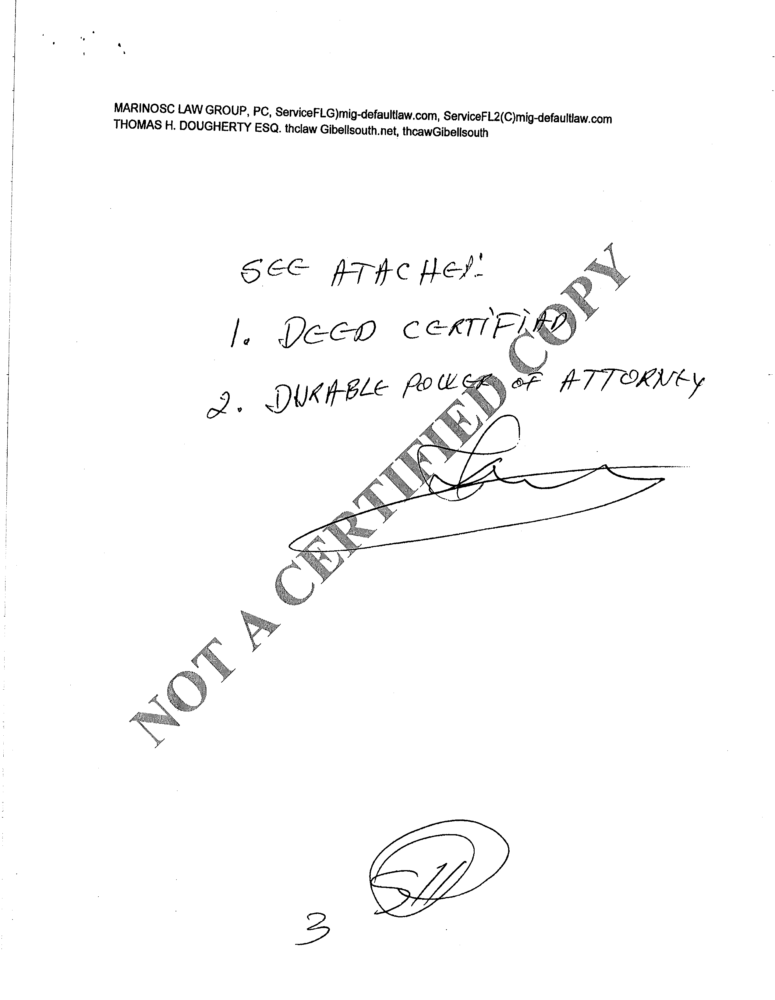 MARINOSC LAW GROUP, PC, ServiceFLG)mig-defaultlaw.com, ServiceFL2(C)mig-defaultlaw.com
THOMAS H. DOUGHERTY ESQ. thclaw Gibellsouth.net, thcawGibellsouth
SEE ATACHED:
1. DEED CERTIFIAD
2. DURABLE POWER OF ATTORNEY
NOT A CERTIFIED COPY
3